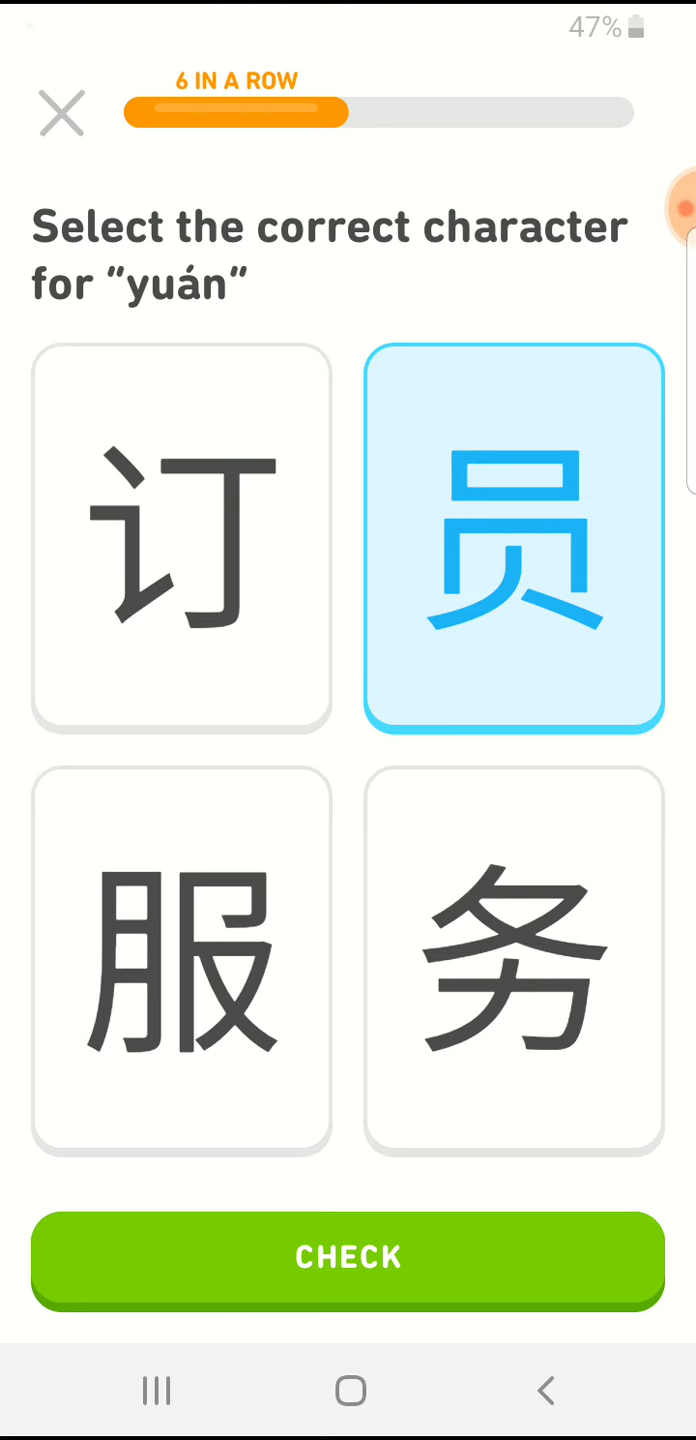 47%
6 IN A ROW
Select the correct character
for "yuán"
订
员
服
务
CHECK